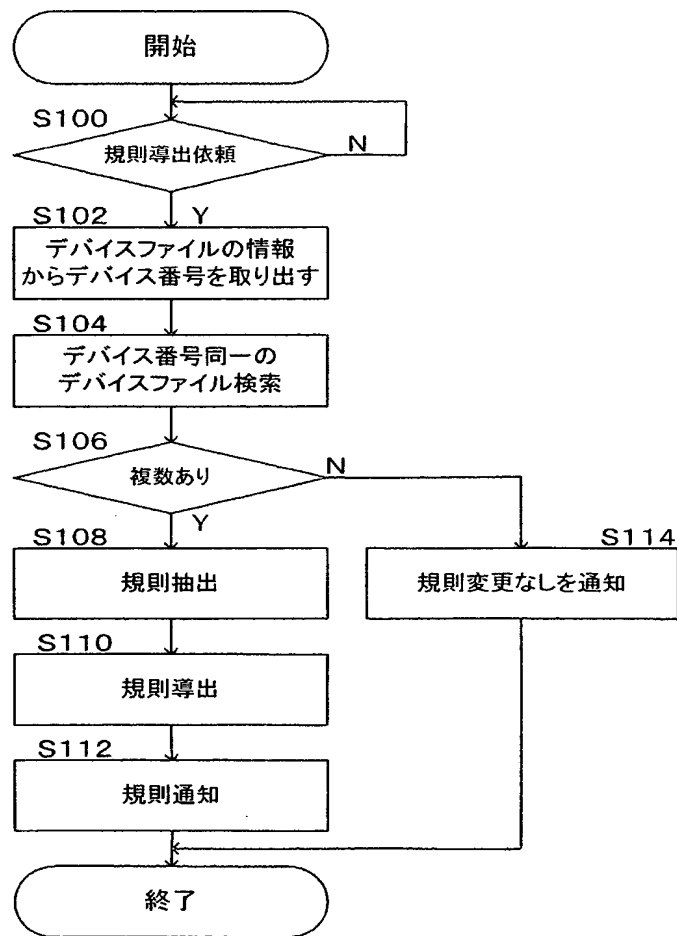 開始
S100
規則導出依頼
N
S102
Y
デバイスファイルの情報
からデバイス番号を取り出す
S104
デバイス番号同一の
デバイスファイル検索
S106
複数あり
N
Y
S108
規則抽出
S114
規則変更なしを通知
S110
規則導出
S112
規則通知
終了